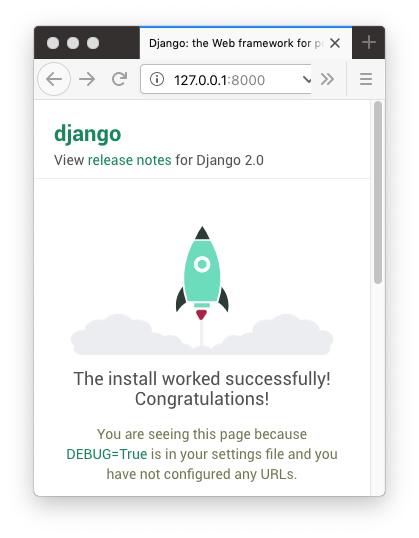 Django: the Web framework for
127.0.0.1:8000
django
View release notes for Django 2.0
The install worked successfully!
Congratulations!
You are seeing this page because
DEBUG=True is in your settings file and you
have not configured any URLs.